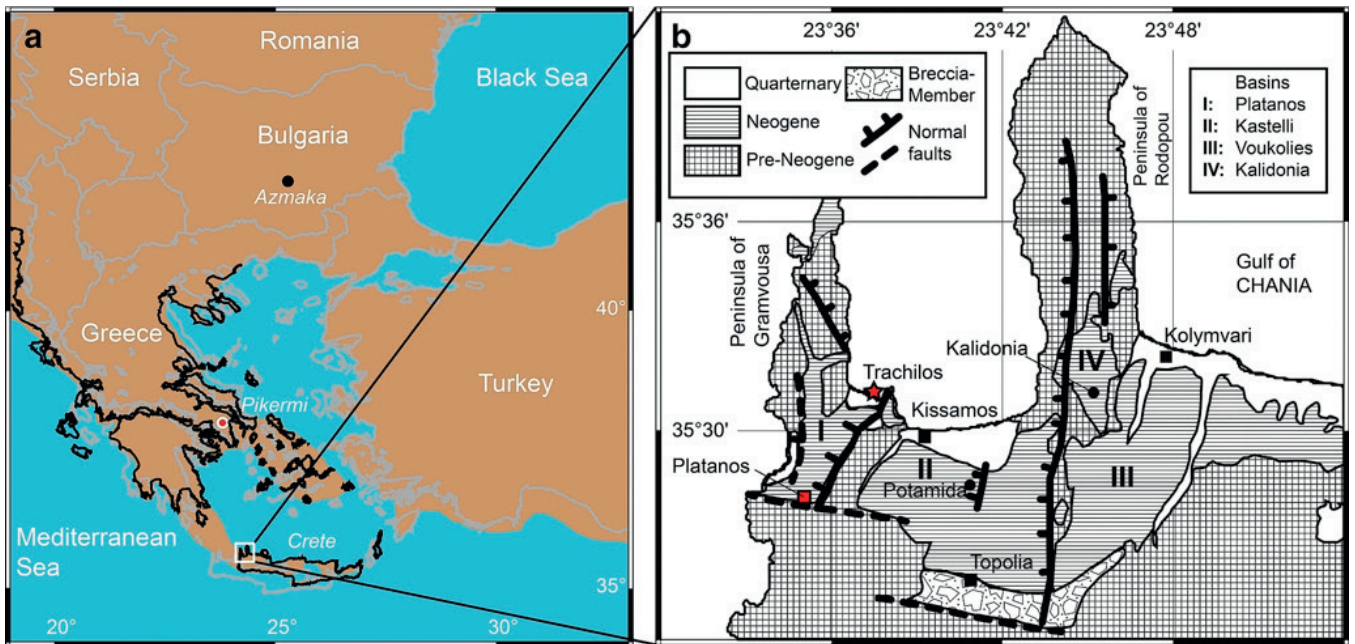 a
Romania
Serbia
Black Sea
Bulgaria
Azmaka
40°
Greece
Turkey
Pikermi
Mediterranean
Sea
Crete
35°
20°
25°
30°
b
23°36'
23°42'
23°48'
Quarternary
Neogene
Pre-Neogene
Breccia-
Member
Normal
faults
Peninsula of
Rodopou
Basins
I: Platanos
II: Kastelli
III: Voukolies
IV: Kalidonia
35°36'
Peninsula of
Gramvousa
Gulf of
CHANIA
Kolymvari
Kalidonia
IV
Trachilos
Kissamos
35°30'
I
II
III
Platanos
Potamida
Topolia